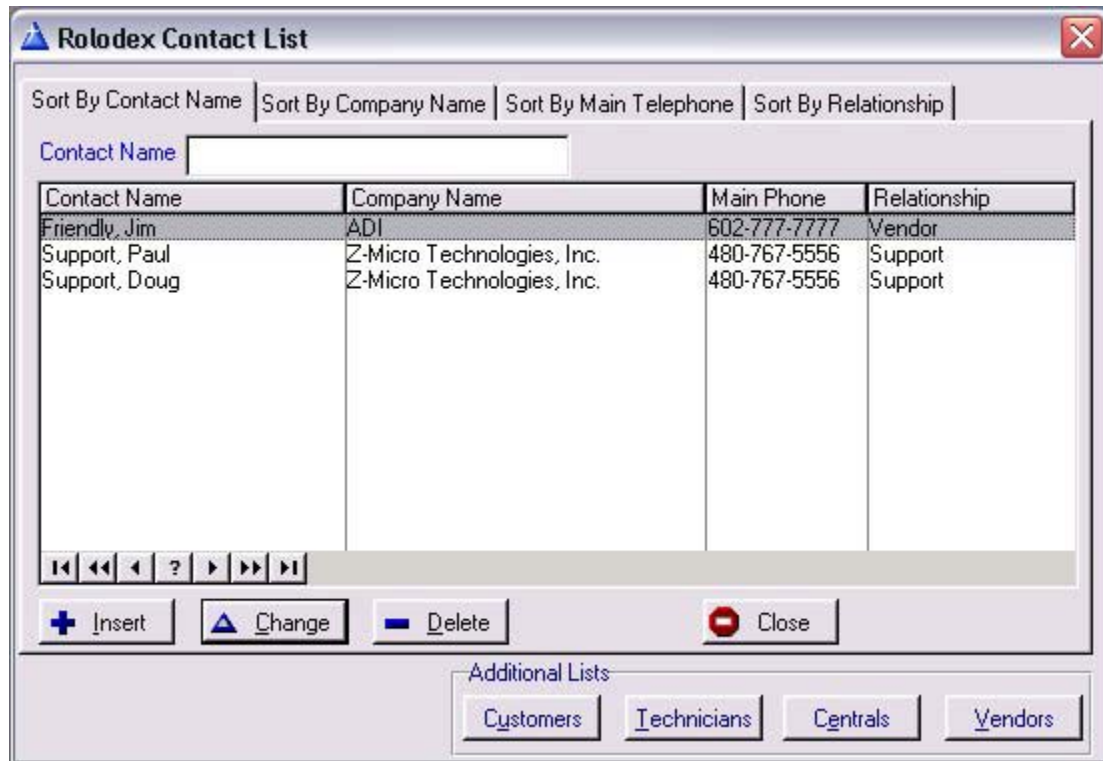 Rolodex Contact List
Sort By Contact Name Sort By Company Name Sort By Main Telephone Sort By Relationship
Contact Name
Contact Name Company Name Main Phone Relationship
Friendly, Jim ADI 602-777-7777 Vendor
Support, Paul Z-Micro Technologies, Inc. 480-767-5556 Support
Support, Doug Z-Micro Technologies, Inc. 480-767-5556 Support
?
Insert Change Delete Close
Additional Lists
Customers Technicians Centrals Vendors